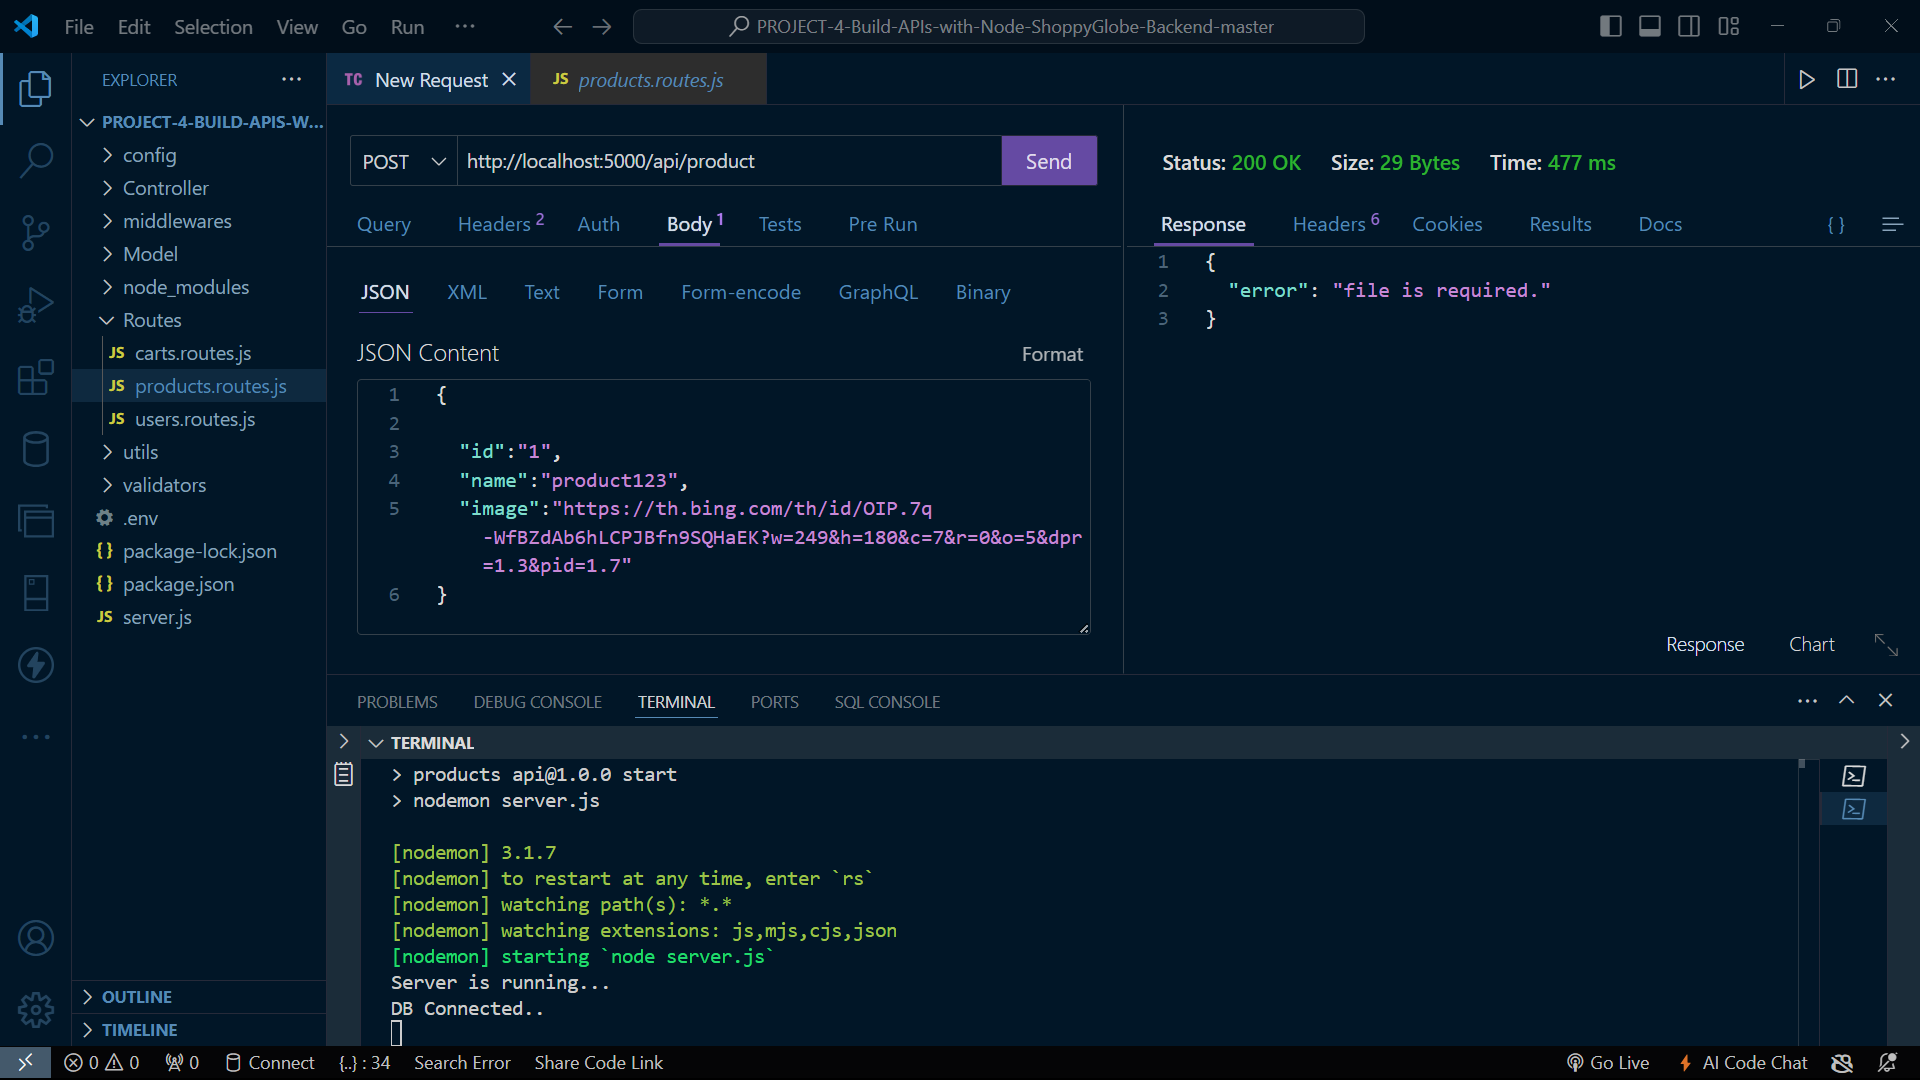 File Edit Selection View Go Run ···
PROJECT-4-Build-APIs-with-Node-ShoppyGlobe-Backend-master
EXPLORER ···
PROJECT-4-BUILD-APIS-W...
config
Controller
middlewares
Model
node_modules
Routes
JS carts.routes.js
JS products.routes.js
JS users.routes.js
utils
validators
.env
{} package-lock.json
{} package.json
JS server.js
OUTLINE
TIMELINE
TC New Request
JS products.routes.js
POST http://localhost:5000/api/product Send
Query Headers 2 Auth Body 1 Tests Pre Run
JSON XML Text Form Form-encode GraphQL Binary
JSON Content Format
1 {
2
3 "id":"1",
4 "name":"product123",
5 "image":"https://th.bing.com/th/id/OIP.7q
-WfBZdAb6hLCPJBfn9SQHaEK?w=249&h=180&c=7&r=0&o=5&dpr
=1.3&pid=1.7"
6 }
Status: 200 OK Size: 29 Bytes Time: 477 ms
Response Headers 6 Cookies Results Docs {}
1 {
2 "error": "file is required."
3 }
Response Chart
PROBLEMS DEBUG CONSOLE TERMINAL PORTS SQL CONSOLE
TERMINAL
> products api@1.0.0 start
> nodemon server.js
[nodemon] 3.1.7
[nodemon] to restart at any time, enter `rs`
[nodemon] watching path(s): *.*
[nodemon] watching extensions: js,mjs,cjs,json
[nodemon] starting `node server.js`
Server is running...
DB Connected..
0 0 0 Connect {..} : 34 Search Error Share Code Link Go Live AI Code Chat